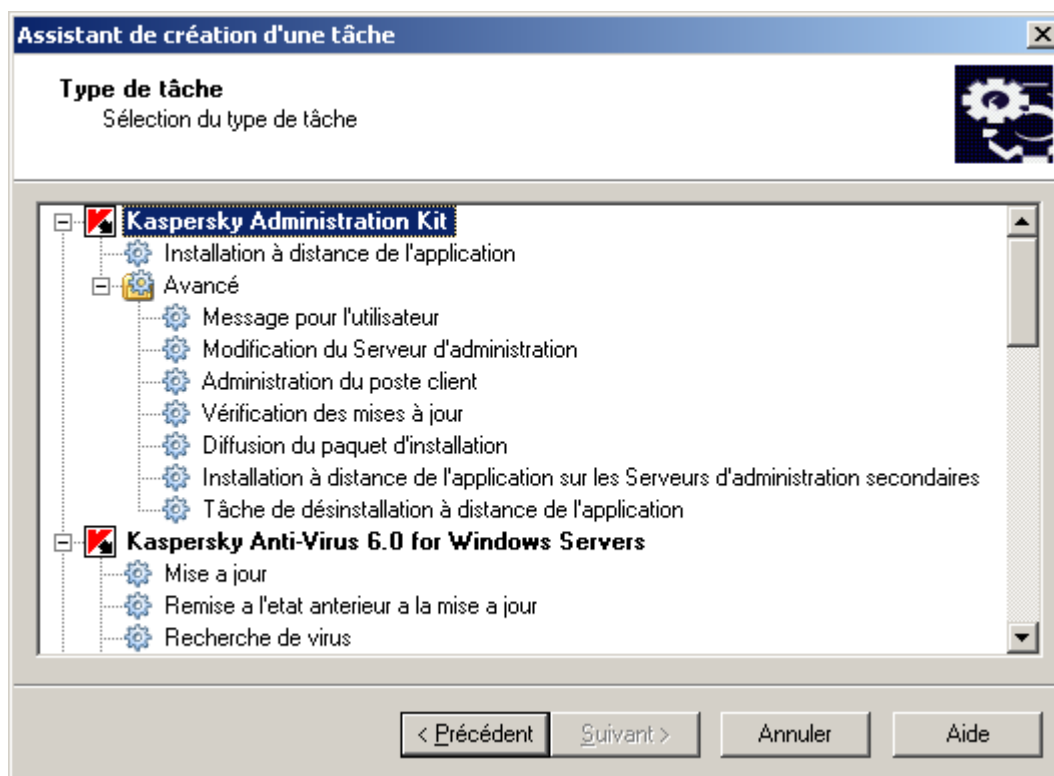 Assistant de création d'une tâche
Type de tâche
Sélection du type de tâche
Kaspersky Administration Kit
Installation à distance de l'application
Avancé
Message pour l'utilisateur
Modification du Serveur d'administration
Administration du poste client
Vérification des mises à jour
Diffusion du paquet d'installation
Installation à distance de l'application sur les Serveurs d'administration secondaires
Tâche de désinstallation à distance de l'application
Kaspersky Anti-Virus 6.0 for Windows Servers
Mise a jour
Remise a l'etat anterieur a la mise a jour
Recherche de virus
< Précédent Suivant > Annuler Aide